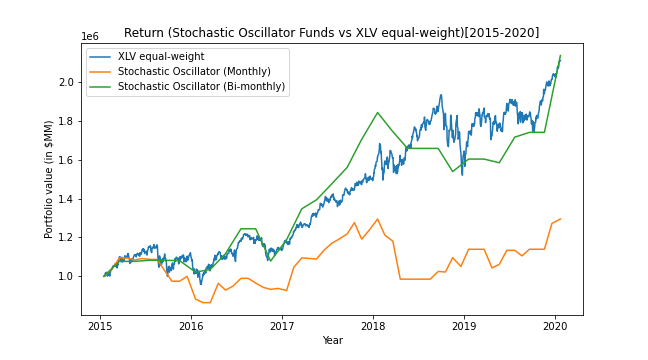 Return (Stochastic Oscillator Funds vs XLV equal-weight)[2015-2020]
1e6
XLV equal-weight
Stochastic Oscillator (Monthly)
Stochastic Oscillator (Bi-monthly)
2.0
1.8
1.6
1.4
1.2
1.0
Portfolio value (in $MM)
2015 2016 2017 2018 2019 2020
Year